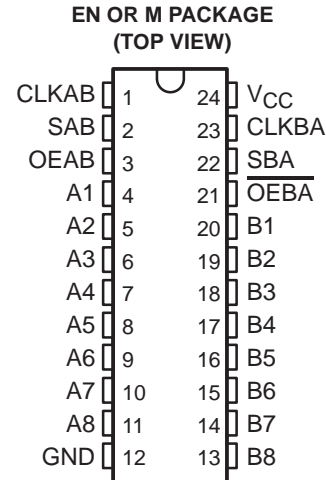 EN OR M PACKAGE
(TOP VIEW)
CLKAB 1 24 VCC
SAB 2 23 CLKBA
OEAB 3 22 SBA
A1 4 21 OEBA
A2 5 20 B1
A3 6 19 B2
A4 7 18 B3
A5 8 17 B4
A6 9 16 B5
A7 10 15 B6
A8 11 14 B7
GND 12 13 B8